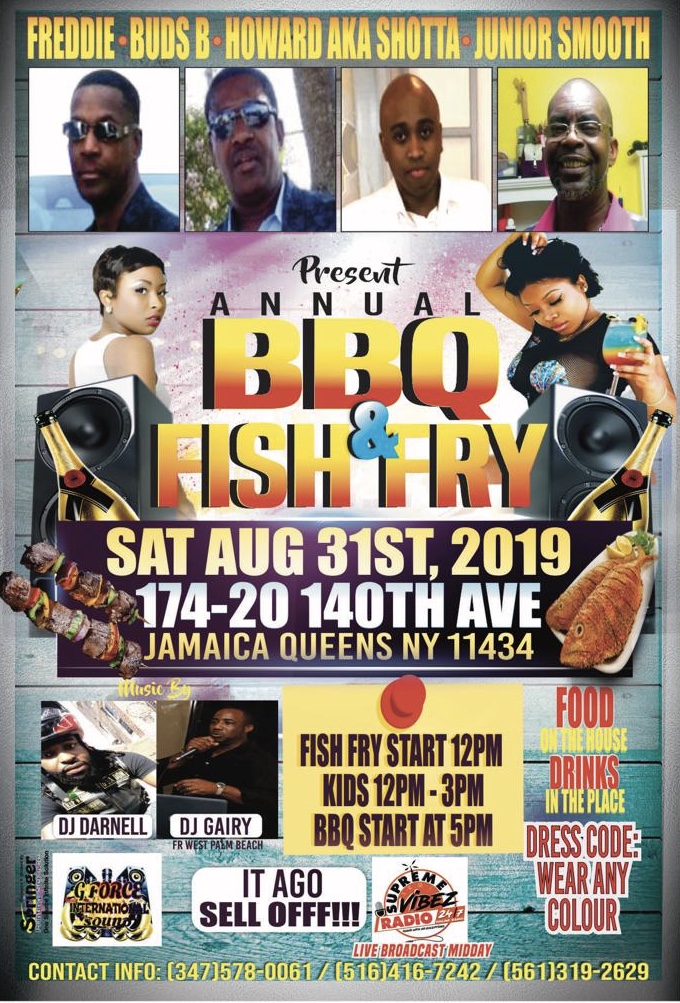 FREDDIE • BUDS B • HOWARD AKA SHOTTA • JUNIOR SMOOTH
Present
ANNUAL
BBQ
&
FISH FRY
SAT AUG 31ST, 2019
174-20 140TH AVE
JAMAICA QUEENS NY 11434
Music By
DJ DARNELL
DJ GAIRY
FR WEST PALM BEACH
FISH FRY START 12PM
KIDS 12PM - 3PM
BBQ START AT 5PM
FOOD
ON THE HOUSE
DRINKS
IN THE PLACE
DRESS CODE:
WEAR ANY
COLOUR
Springer
G.FORCE
INTERNATIONAL
SOUND
IT AGO
SELL OFFF!!!
SUPREME
VIBEZ
RADIO 24/7
LIVE BROADCAST MIDDAY
CONTACT INFO: (347)578-0061 / (516)416-7242 / (561)319-2629